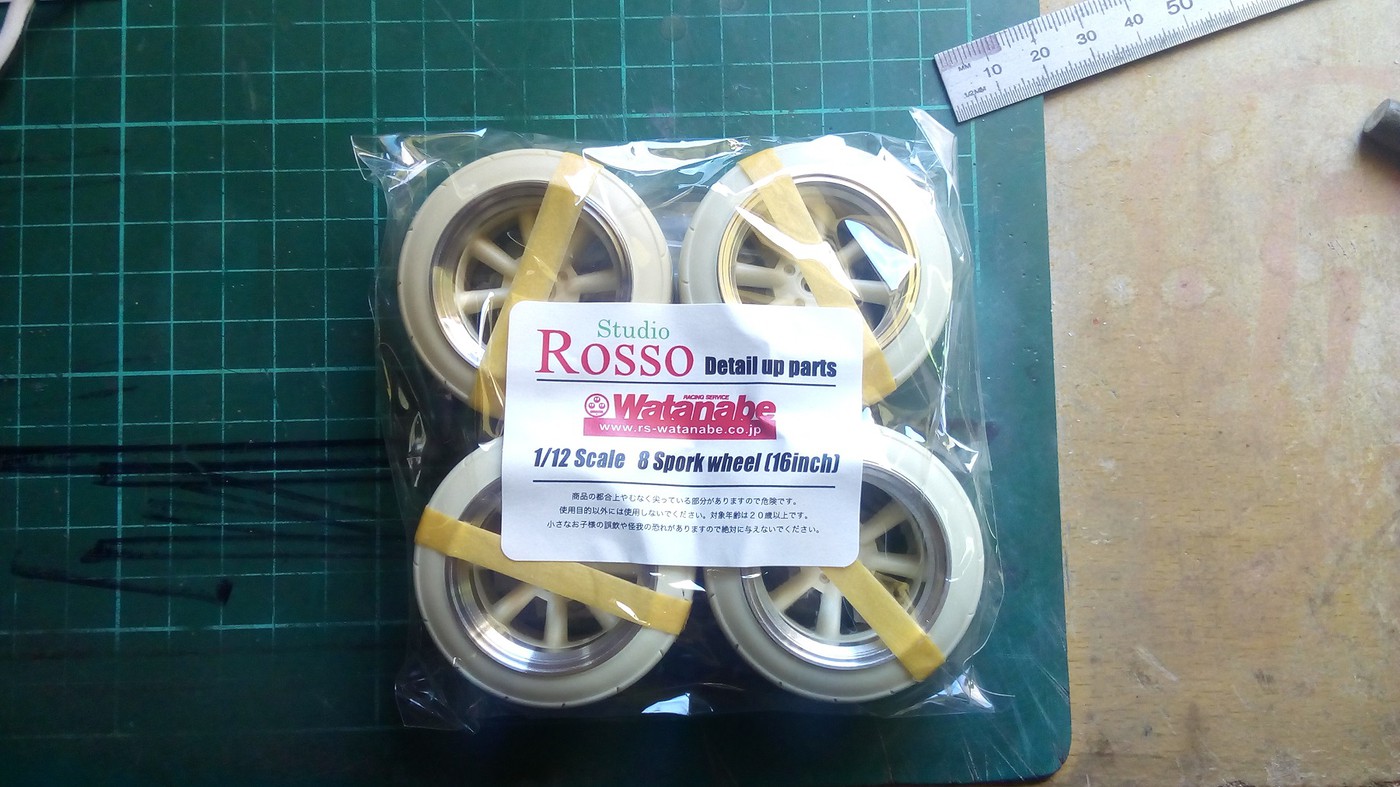 Studio
Rosso Detail up parts
RACING SERVICE
Watanabe
www.rs-watanabe.co.jp
1/12 Scale 8 Spork wheel (16inch)
商品の都合上やむなく尖っている部分がありますので危険です。
使用目的以外には使用しないでください。対象年齢は20歳以上です。
小さなお子様の誤飲や怪我の恐れがありますので絶対に与えないでください。
MM 10 20 30 40 50
1/2MM